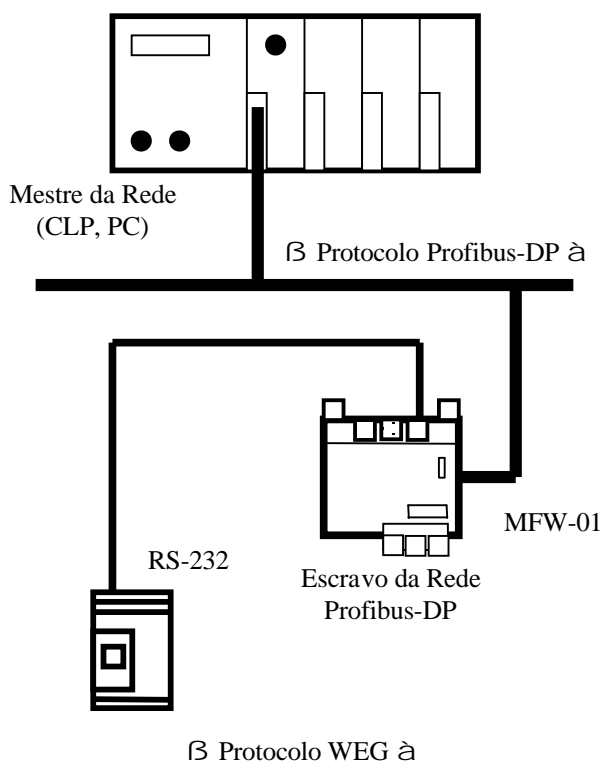 Mestre da Rede
(CLP, PC)
ß Protocolo Profibus-DP à
MFW-01
RS-232
Escravo da Rede
Profibus-DP
ß Protocolo WEG à